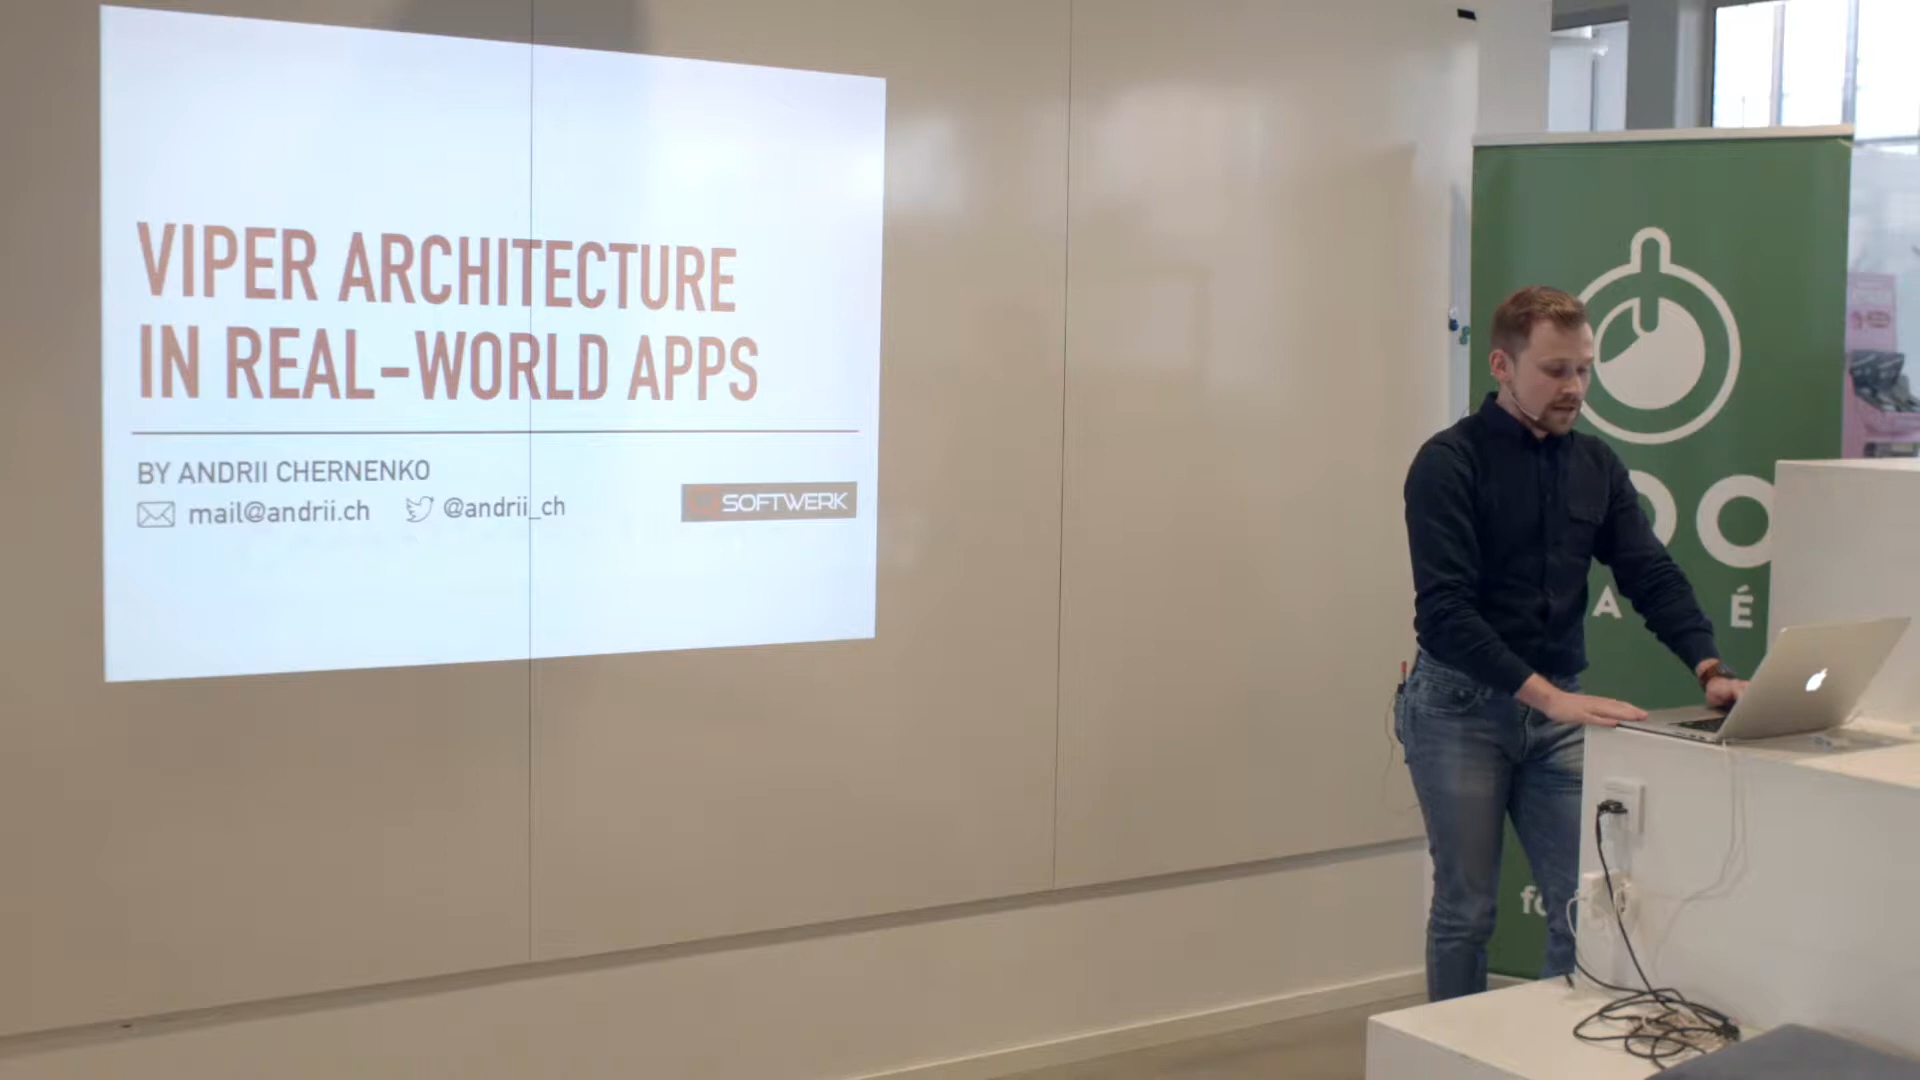 VIPER ARCHITECTURE
IN REAL-WORLD APPS
BY ANDRII CHERNENKO
mail@andrii.ch @andrii_ch
SOFTWERK